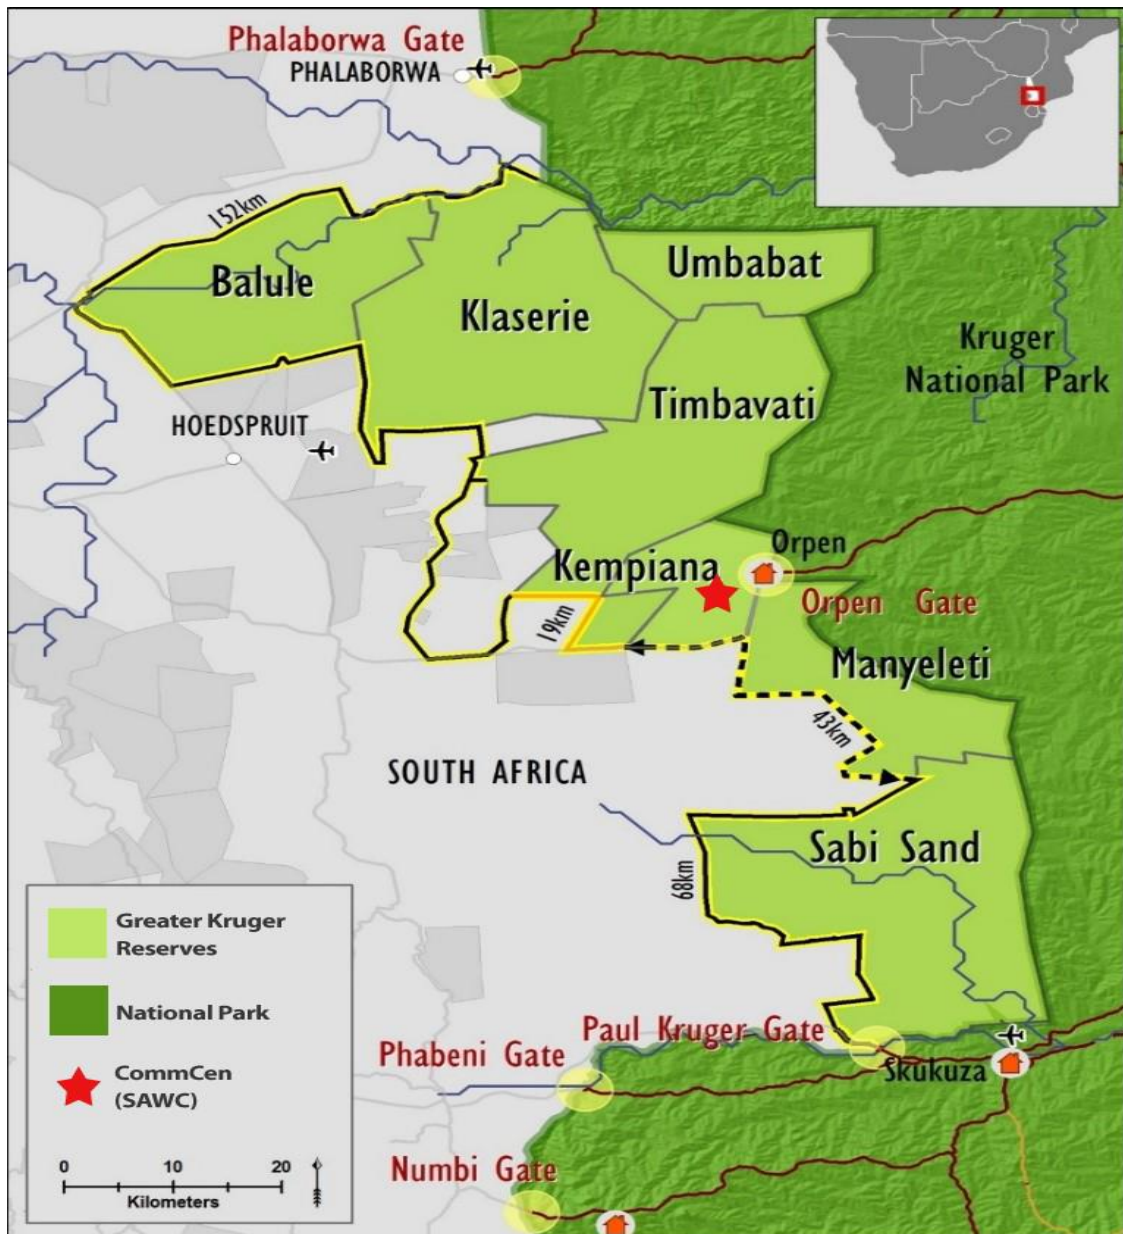 Phalaborwa Gate
PHALABORWA
152km
Balule
Klaserie
Umbabat
Kruger
National Park
Timbavati
HOEDSPRUIT
Orpen
Kempiana
Orpen Gate
19km
Manyeleti
43km
SOUTH AFRICA
Sabi Sand
68km
Greater Kruger
Reserves
National Park
CommCen
(SAWC)
0 10 20
Kilometers
Paul Kruger Gate
Phabeni Gate
Skukuza
Numbi Gate